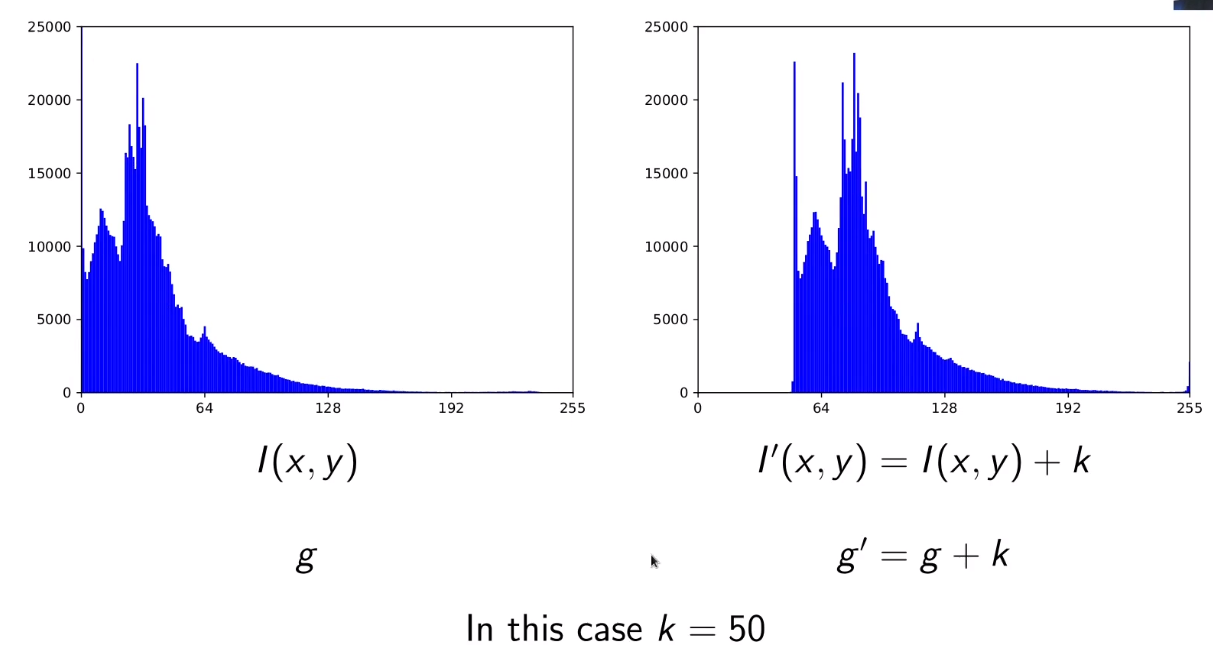 25000
20000
15000
10000
5000
0
0 64 128 192 255
25000
20000
15000
10000
5000
0
0 64 128 192 255
I(x, y)
I′(x, y) = I(x, y) + k
g
g′ = g + k
In this case k = 50